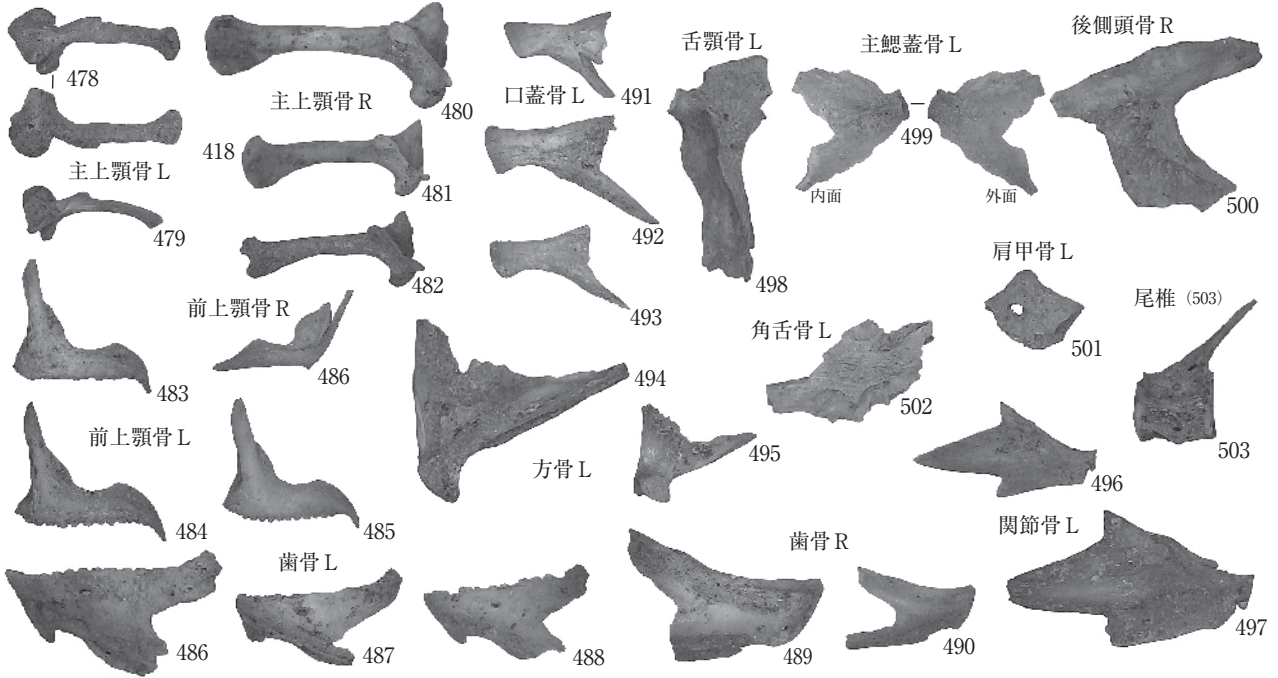 478
主上顎骨 L
479
主上顎骨 R
480
418
481
482
口蓋骨 L
491
492
493
舌顎骨 L
498
主鰓蓋骨 L
499
内面
外面
後側頭骨 R
500
肩甲骨 L
501
尾椎 (503)
503
角舌骨 L
502
483
前上顎骨 R
486
前上顎骨 L
484
485
494
方骨 L
495
496
関節骨 L
497
歯骨 L
486
487
488
歯骨 R
489
490